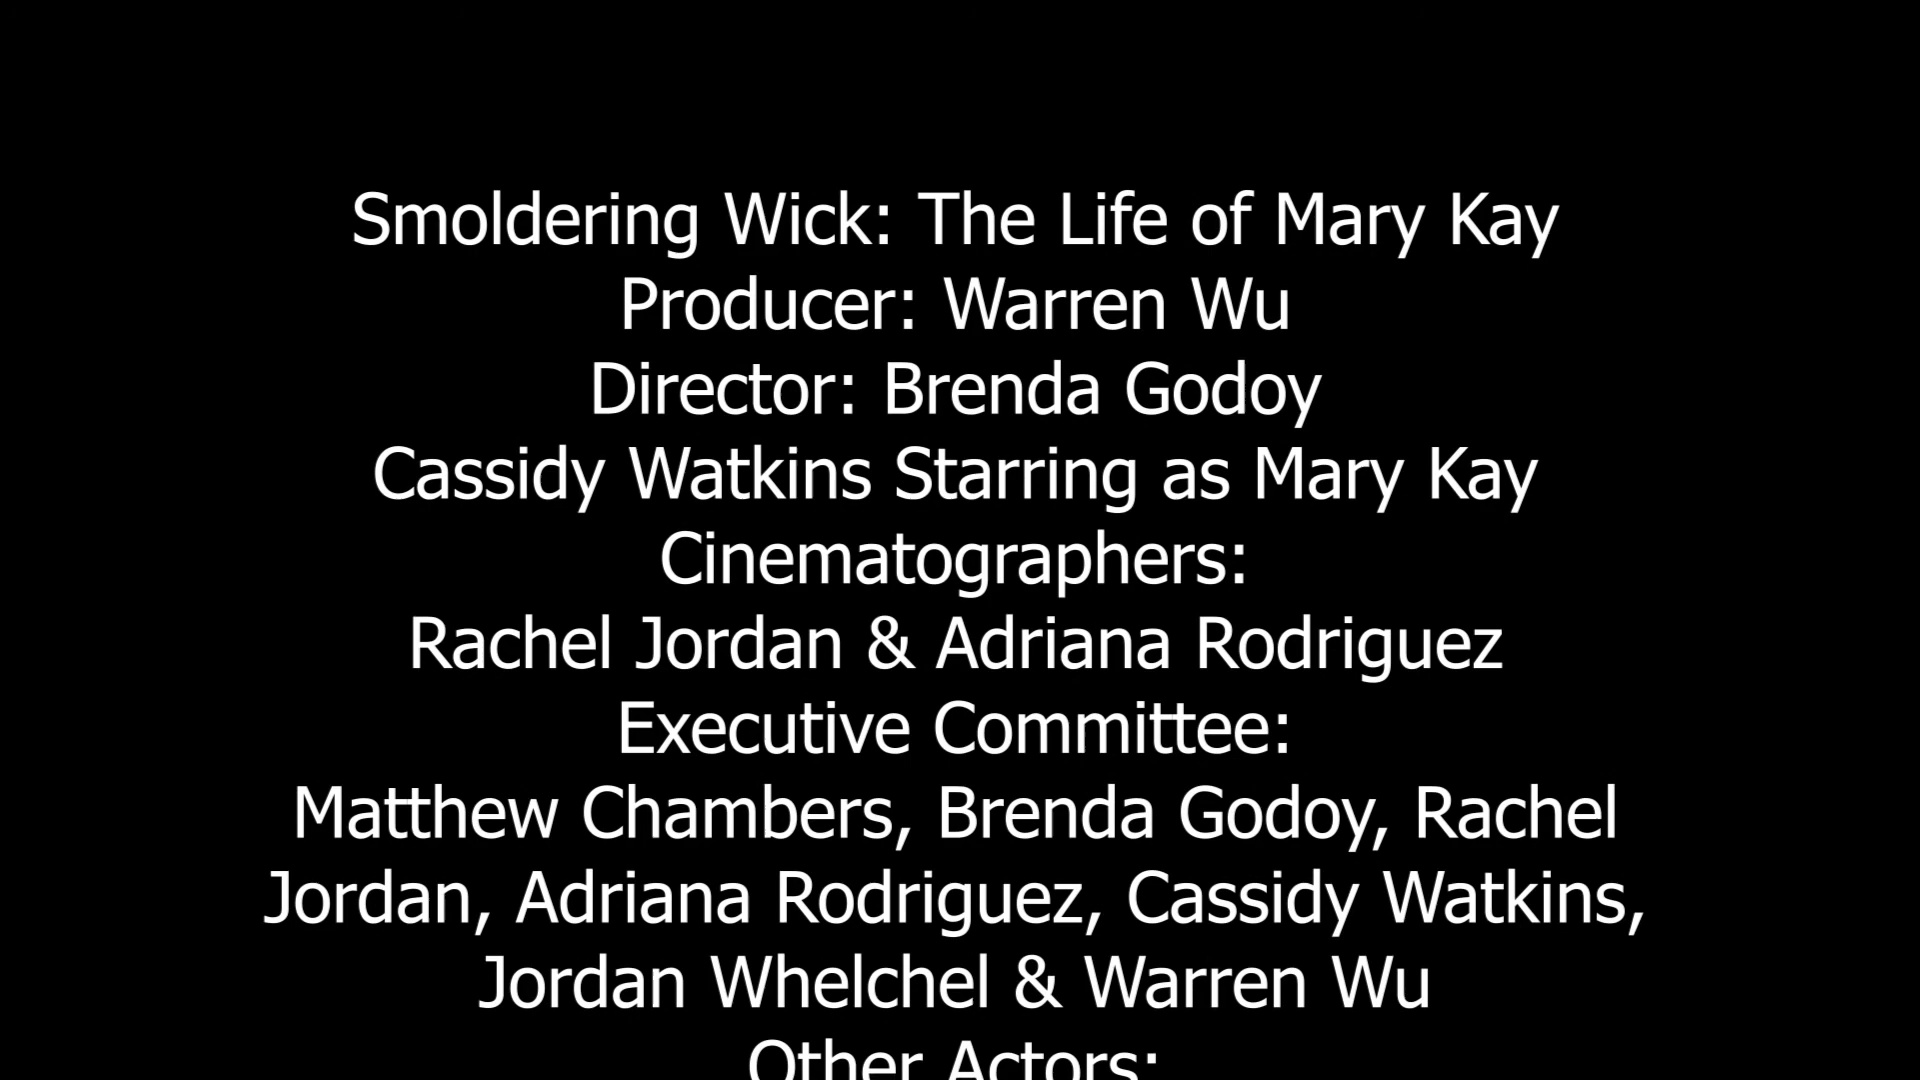 Smoldering Wick: The Life of Mary Kay
Producer: Warren Wu
Director: Brenda Godoy
Cassidy Watkins Starring as Mary Kay
Cinematographers:
Rachel Jordan & Adriana Rodriguez
Executive Committee:
Matthew Chambers, Brenda Godoy, Rachel
Jordan, Adriana Rodriguez, Cassidy Watkins,
Jordan Whelchel & Warren Wu
Other Actors: